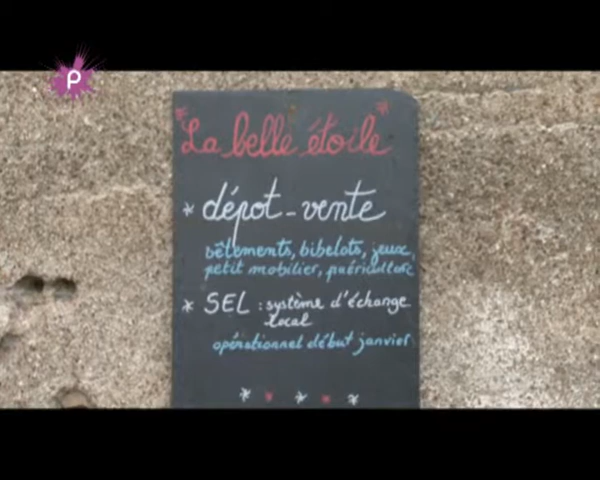 P
* La belle étoile *
* dépot-vente
vêtements, bibelots, jeux,
petit mobilier, puériculture
* SEL : système d'échange
local
opérationnel début janvier